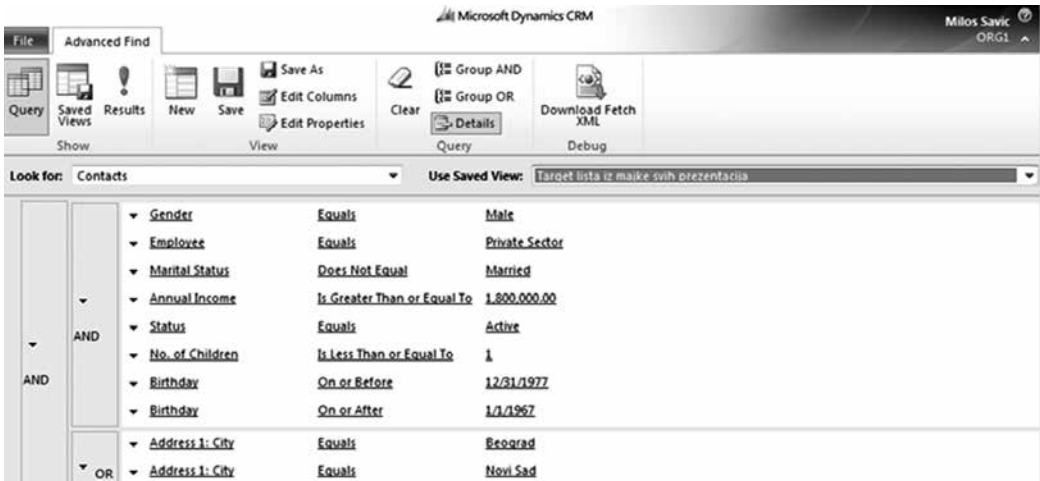 Microsoft Dynamics CRM
Milos Savic
ORG1
File Advanced Find
Query
Saved Views
Results
Show
New
Save
Save As
Edit Columns
Edit Properties
View
Clear
Group AND
Group OR
Details
Query
Download Fetch XML
Debug
Look for: Contacts Use Saved View: Target lista iz majke svih prezentacija
AND
AND
Gender Equals Male
Employee Equals Private Sector
Marital Status Does Not Equal Married
Annual Income Is Greater Than or Equal To 1.800.000.00
Status Equals Active
No. of Children Is Less Than or Equal To 1
Birthday On or Before 12/31/1977
Birthday On or After 1/1/1967
OR
Address 1: City Equals Beograd
Address 1: City Equals Novi Sad